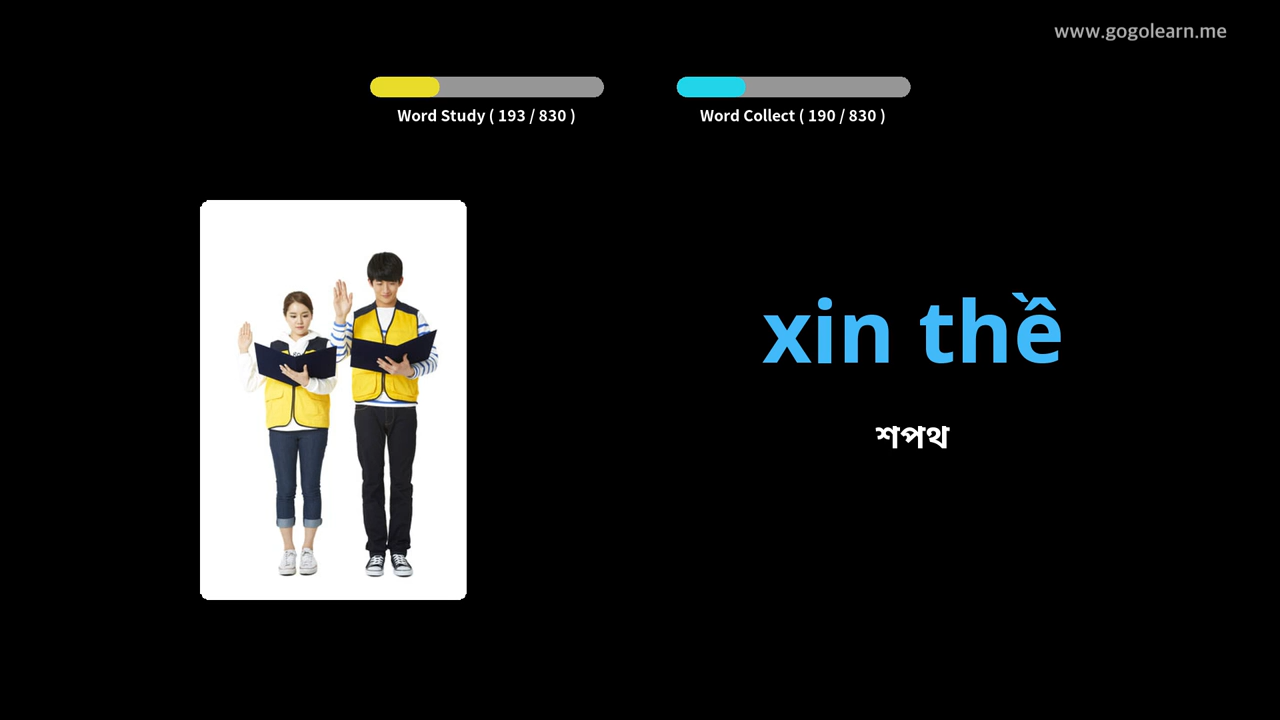 www.gogolearn.me
Word Study ( 193 / 830 )
Word Collect ( 190 / 830 )
xin thề
শপথ